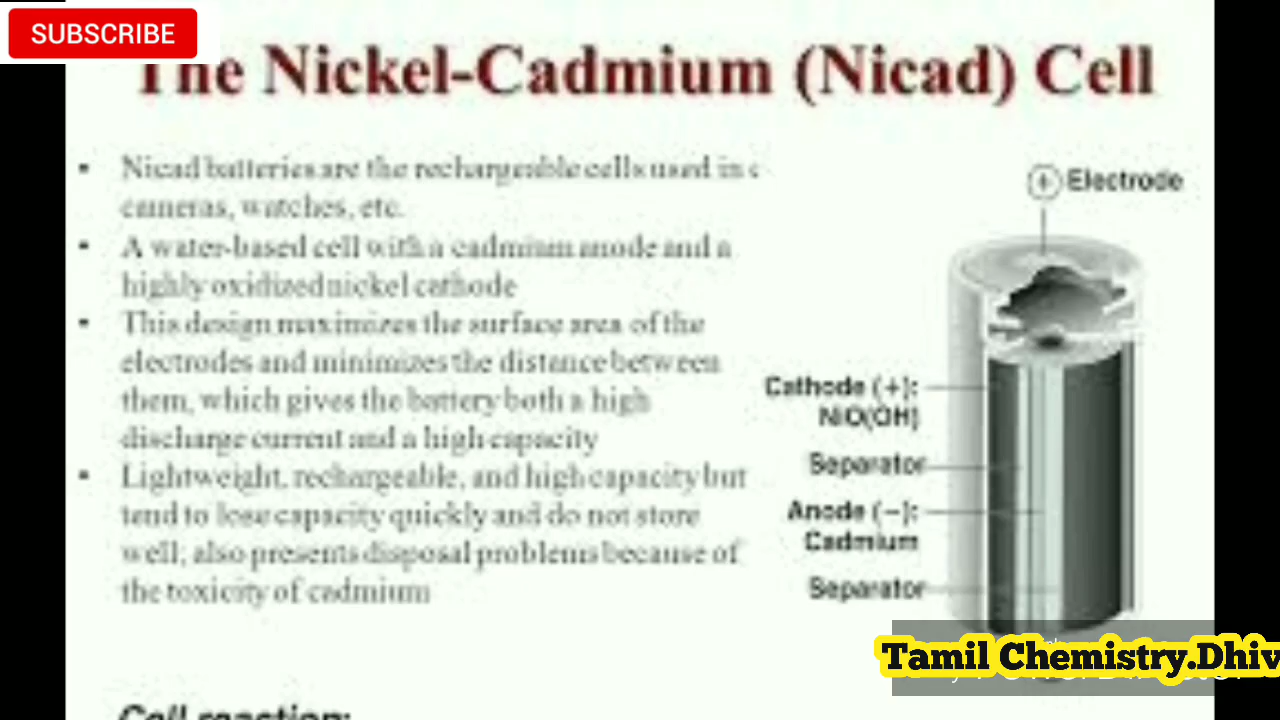 SUBSCRIBE
The Nickel-Cadmium (Nicad) Cell
• Nicad batteries are the rechargeable cells used in c
cameras, watches, etc.
• A water-based cell with a cadmium anode and a
highly oxidized nickel cathode
• This design maximizes the surface area of the
electrodes and minimizes the distance between
them, which gives the battery both a high
discharge current and a high capacity
• Lightweight, rechargeable, and high capacity but
tend to lose capacity quickly and do not store
well; also presents disposal problems because of
the toxicity of cadmium
+ Electrode
Cathode (+):
NiO(OH)
Separator
Anode (−):
Cadmium
Separator
Tamil Chemistry.Dhiv
Cell reaction: